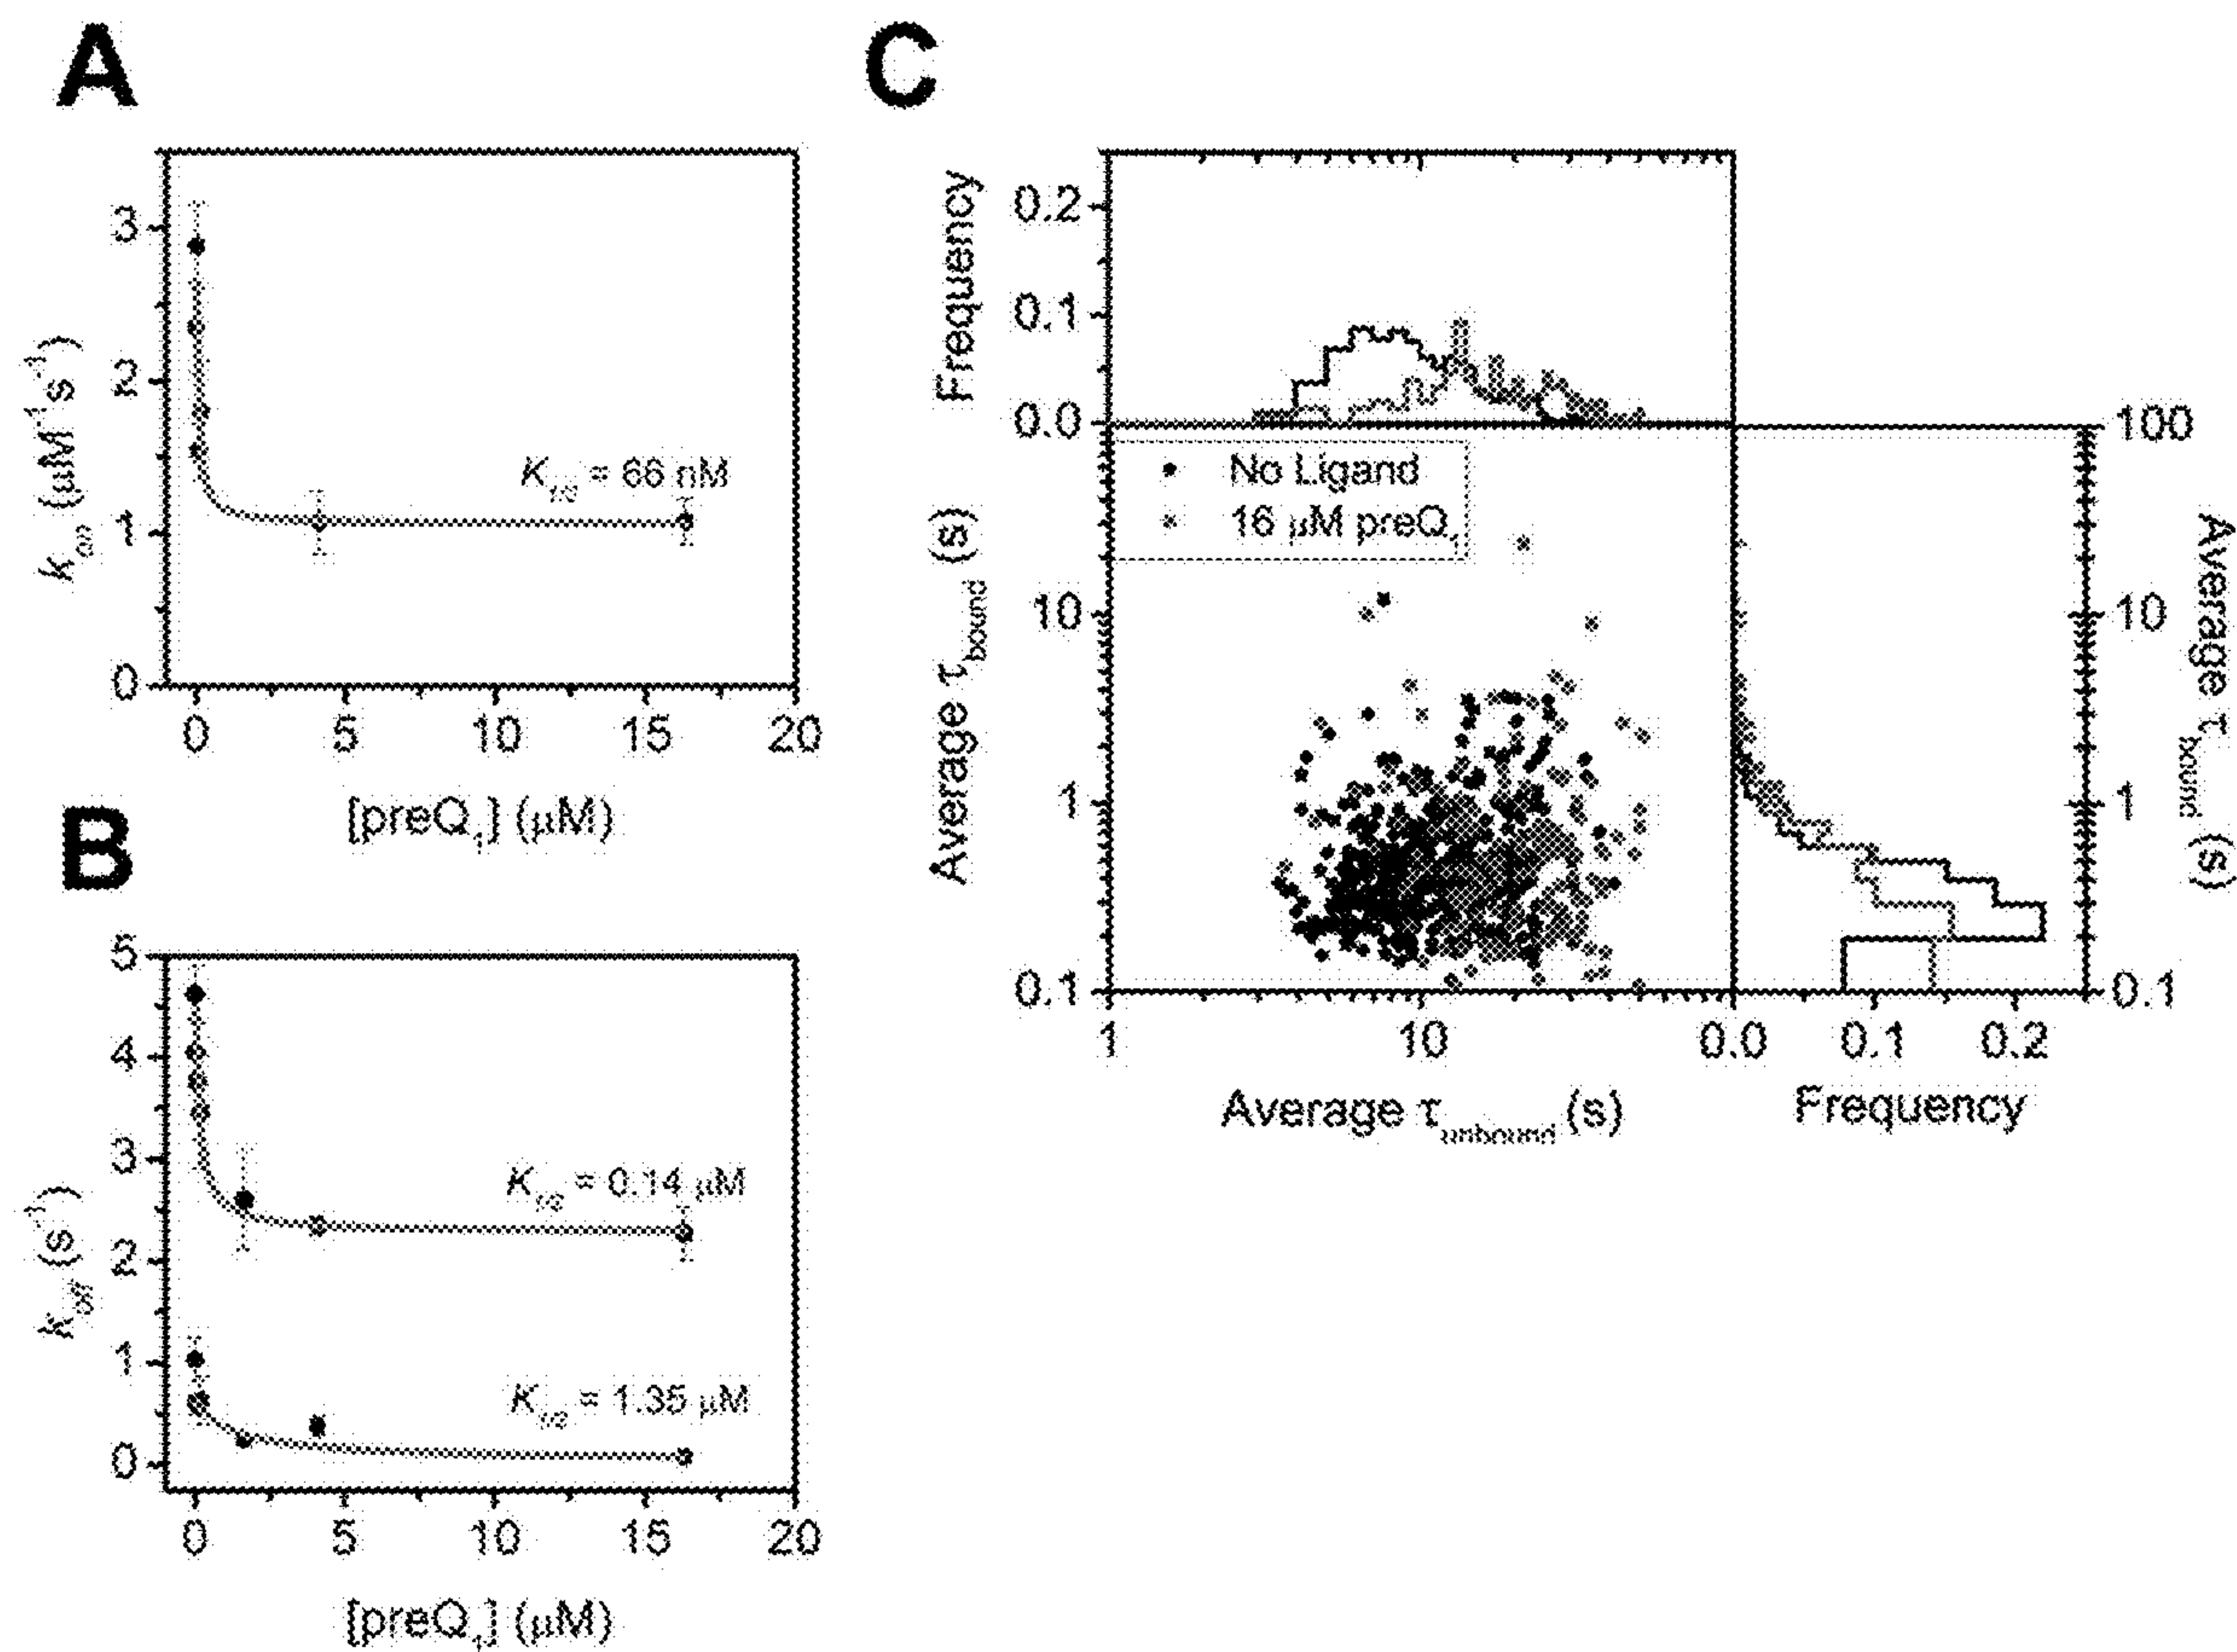 A
3
2
1
0
k_on (μM⁻¹s⁻¹)
K_1/2 = 66 nM
0 5 10 15 20
[preQ₁] (μM)
B
5
4
3
2
1
0
k_off (s⁻¹)
K_1/2 = 0.14 μM
K_1/2 = 1.35 μM
0 5 10 15 20
[preQ₁] (μM)
C
Frequency
0.2
0.1
0.0
No Ligand
16 μM preQ₁
Average τ_bound (s)
10
1
0.1
1 10
Average τ_unbound (s)
100
10
1
0.1
Average τ_bound (s)
0.0 0.1 0.2
Frequency